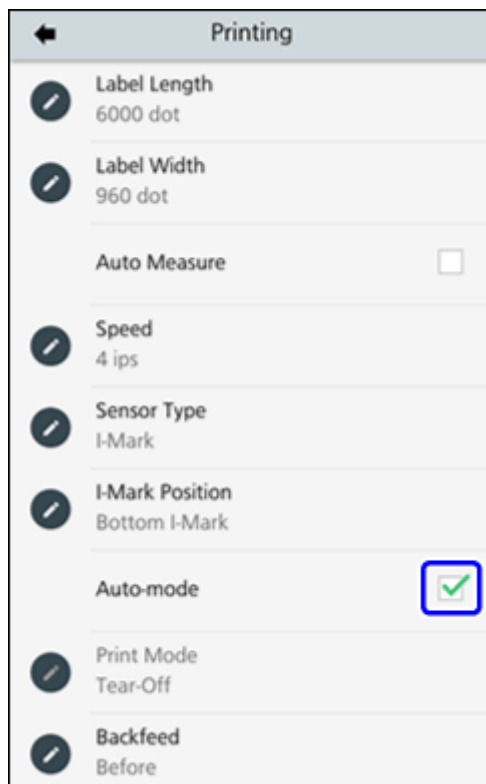 Printing
Label Length
6000 dot
Label Width
960 dot
Auto Measure
Speed
4 ips
Sensor Type
I-Mark
I-Mark Position
Bottom I-Mark
Auto-mode
Print Mode
Tear-Off
Backfeed
Before